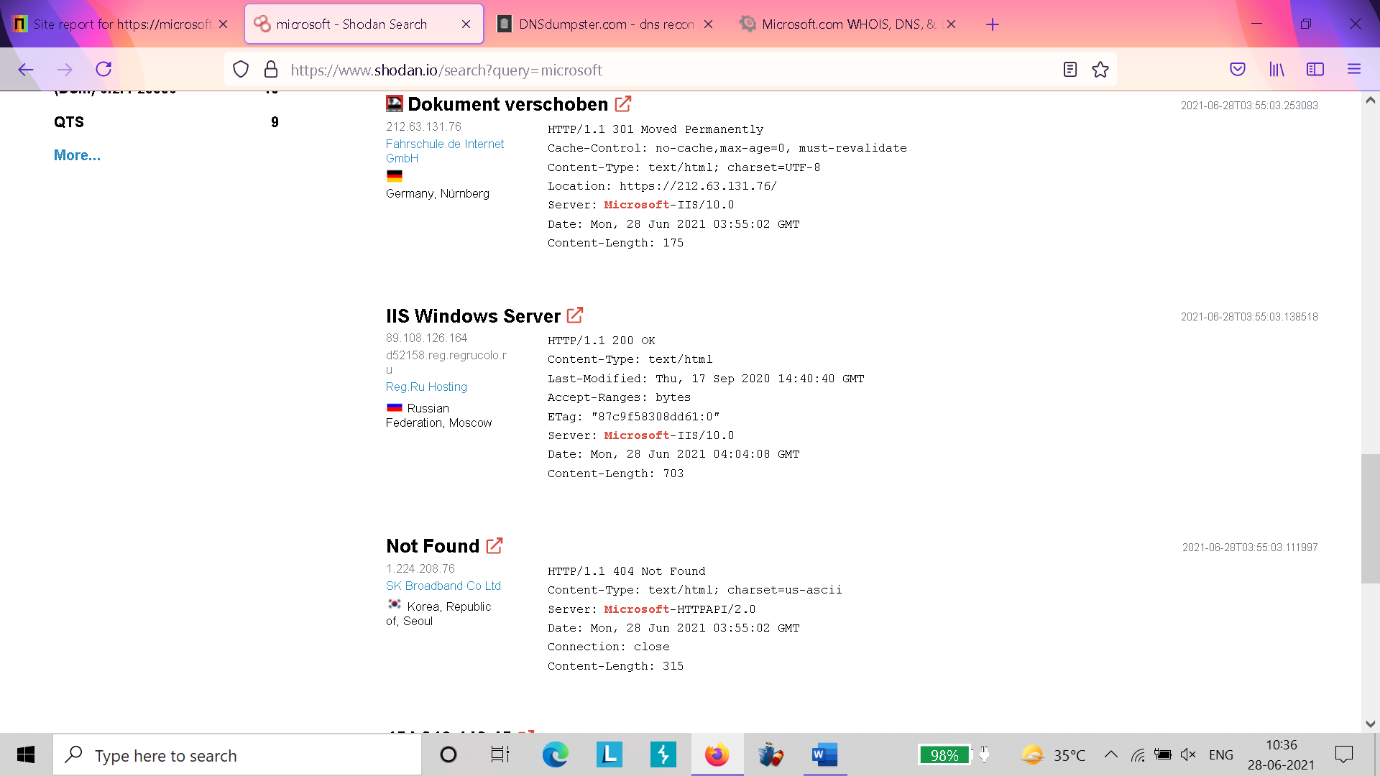 Site report for https://microsoft
microsoft - Shodan Search
DNSdumpster.com - dns recon
Microsoft.com WHOIS, DNS, &
https://www.shodan.io/search?query=microsoft
QTS 9
More...
Dokument verschoben
2021-06-28T03:55:03.253083
212.63.131.76
Fahrschule.de Internet
GmbH
Germany, Nürnberg
HTTP/1.1 301 Moved Permanently
Cache-Control: no-cache,max-age=0, must-revalidate
Content-Type: text/html; charset=UTF-8
Location: https://212.63.131.76/
Server: Microsoft-IIS/10.0
Date: Mon, 28 Jun 2021 03:55:02 GMT
Content-Length: 175
IIS Windows Server
2021-06-28T03:55:03.138518
89.108.126.164
d52158.reg.regrucolo.r
u
Reg.Ru Hosting
Russian
Federation, Moscow
HTTP/1.1 200 OK
Content-Type: text/html
Last-Modified: Thu, 17 Sep 2020 14:40:40 GMT
Accept-Ranges: bytes
ETag: "87c9f58308dd61:0"
Server: Microsoft-IIS/10.0
Date: Mon, 28 Jun 2021 04:04:08 GMT
Content-Length: 703
Not Found
2021-06-28T03:55:03.111997
1.224.208.76
SK Broadband Co Ltd
Korea, Republic
of, Seoul
HTTP/1.1 404 Not Found
Content-Type: text/html; charset=us-ascii
Server: Microsoft-HTTPAPI/2.0
Date: Mon, 28 Jun 2021 03:55:02 GMT
Connection: close
Content-Length: 315
Type here to search
98%
35°C
ENG
10:36
28-06-2021